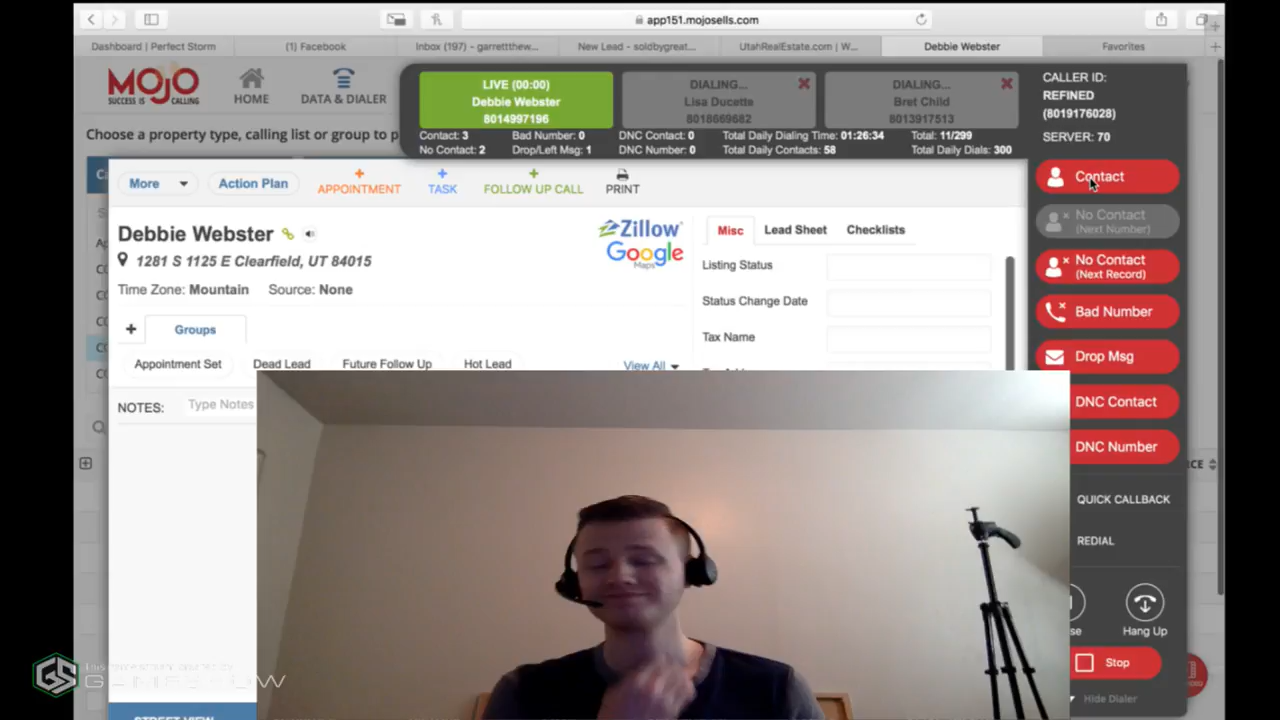 app151.mojosells.com
Dashboard | Perfect Storm
(1) Facebook
Inbox (197) - garrettthew...
New Lead - soldbygreat...
UtahRealEstate.com | W...
Debbie Webster
Favorites
MOJO
SUCCESS IS CALLING
HOME
DATA & DIALER
LIVE (00:00)
Debbie Webster
8014997196
DIALING...
Lisa Ducette
8018669682
DIALING...
Bret Child
8013917513
Contact: 3
Bad Number: 0
DNC Contact: 0
Total Daily Dialing Time: 01:26:34
Total: 11/299
No Contact: 2
Drop/Left Msg: 1
DNC Number: 0
Total Daily Contacts: 58
Total Daily Dials: 300
CALLER ID:
REFINED
(8019176028)
SERVER: 70
Choose a property type, calling list or group to p
More
Action Plan
APPOINTMENT
TASK
FOLLOW UP CALL
PRINT
Debbie Webster
1281 S 1125 E Clearfield, UT 84015
Time Zone: Mountain
Source: None
Zillow
Google
Maps
Groups
Appointment Set
Dead Lead
Future Follow Up
Hot Lead
View All
NOTES:
Type Notes
Misc
Lead Sheet
Checklists
Listing Status
Status Change Date
Tax Name
Contact
No Contact
(Next Number)
No Contact
(Next Record)
Bad Number
Drop Msg
DNC Contact
DNC Number
QUICK CALLBACK
REDIAL
se
Hang Up
Stop
Hide Dialer
STREET VIEW
GS